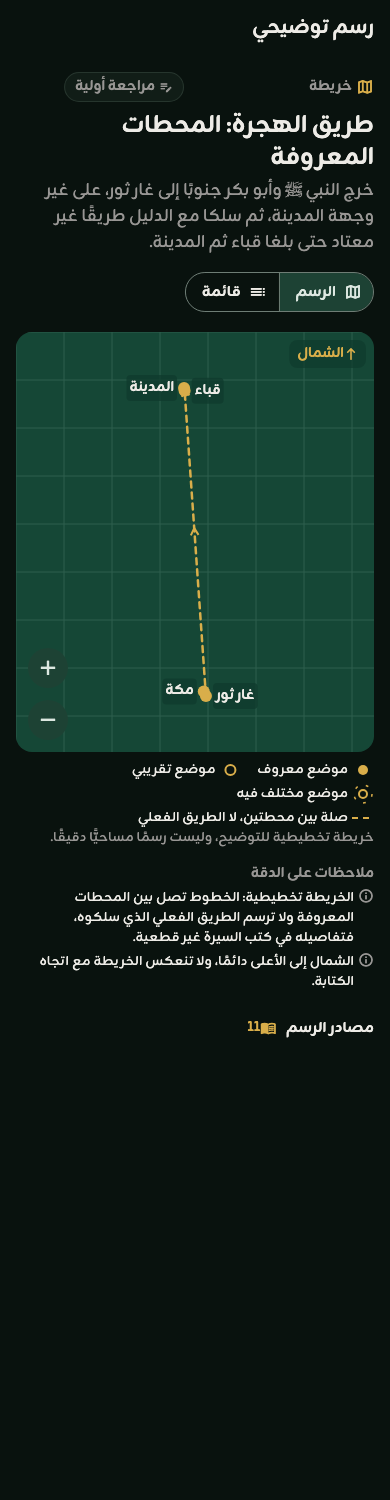 رسم توضيحي
خريطة
مراجعة أولية
طريق الهجرة: المحطات
المعروفة
خرج النبي ﷺ وأبو بكر جنوبًا إلى غار ثور، على غير
وجهة المدينة، ثم سلكا مع الدليل طريقًا غير
معتاد حتى بلغا قباء ثم المدينة.
الرسم
قائمة
↑ الشمال
قباء
المدينة
غار ثور
مكة
+
−
موضع معروف
موضع تقريبي
موضع مختلف فيه
صلة بين محطتين، لا الطريق الفعلي
خريطة تخطيطية للتوضيح، وليست رسمًا مساحيًّا دقيقًا.
ملاحظات على الدقة
الخريطة تخطيطية: الخطوط تصل بين المحطات
المعروفة ولا ترسم الطريق الفعلي الذي سلكوه،
فتفاصيله في كتب السيرة غير قطعية.
الشمال إلى الأعلى دائمًا، ولا تنعكس الخريطة مع اتجاه
الكتابة.
مصادر الرسم
11